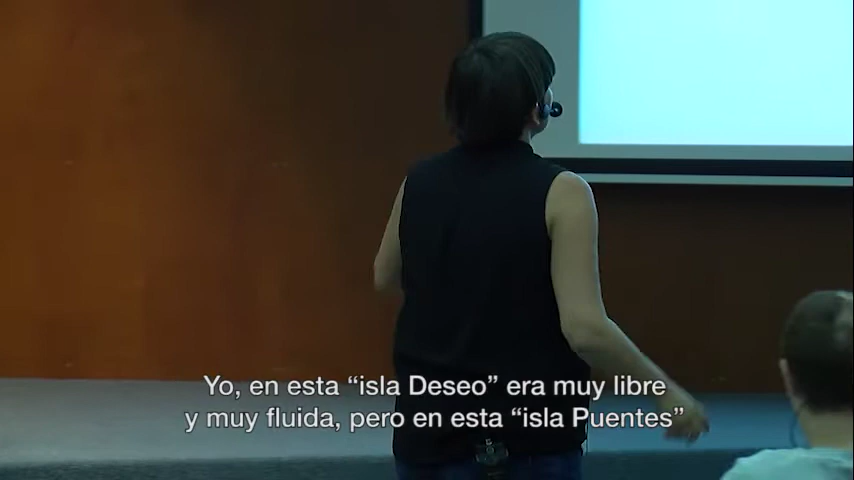 Yo, en esta “isla Deseo” era muy libre
y muy fluida, pero en esta “isla Puentes”